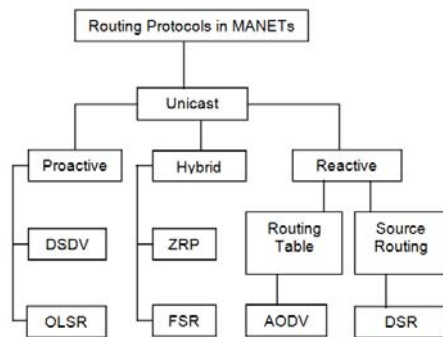 Routing Protocols in MANETs
Unicast
Proactive
Hybrid
Reactive
Routing
Table
Source
Routing
DSDV
ZRP
OLSR
FSR
AODV
DSR